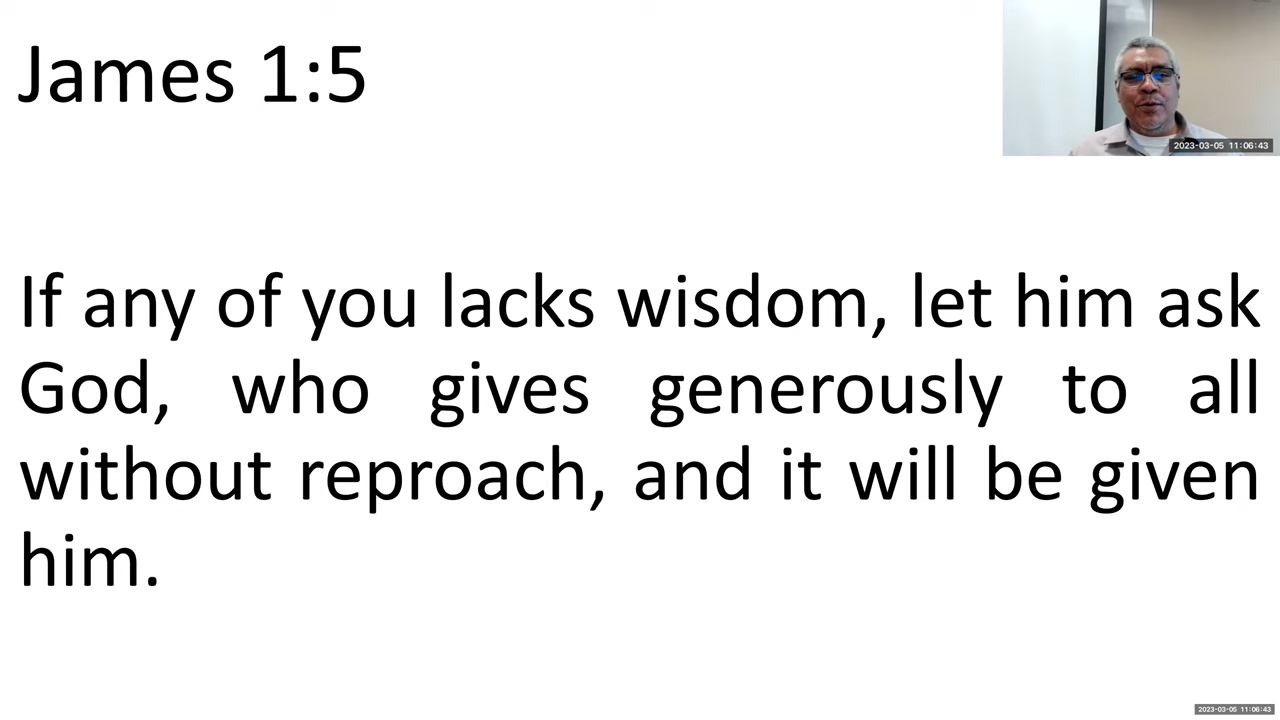 James 1:5
2023-03-05 11:06:43
If any of you lacks wisdom, let him ask
God, who gives generously to all
without reproach, and it will be given
him.
2023-03-05 11:06:43